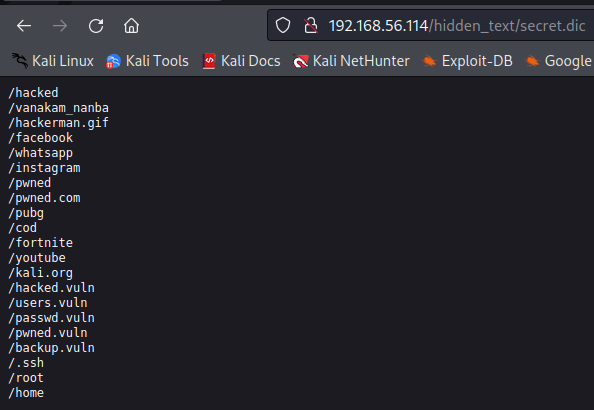 192.168.56.114/hidden_text/secret.dic
Kali Linux Kali Tools Kali Docs Kali NetHunter Exploit-DB Google
/hacked
/vanakam_nanba
/hackerman.gif
/facebook
/whatsapp
/instagram
/pwned
/pwned.com
/pubg
/cod
/fortnite
/youtube
/kali.org
/hacked.vuln
/users.vuln
/passwd.vuln
/pwned.vuln
/backup.vuln
/.ssh
/root
/home